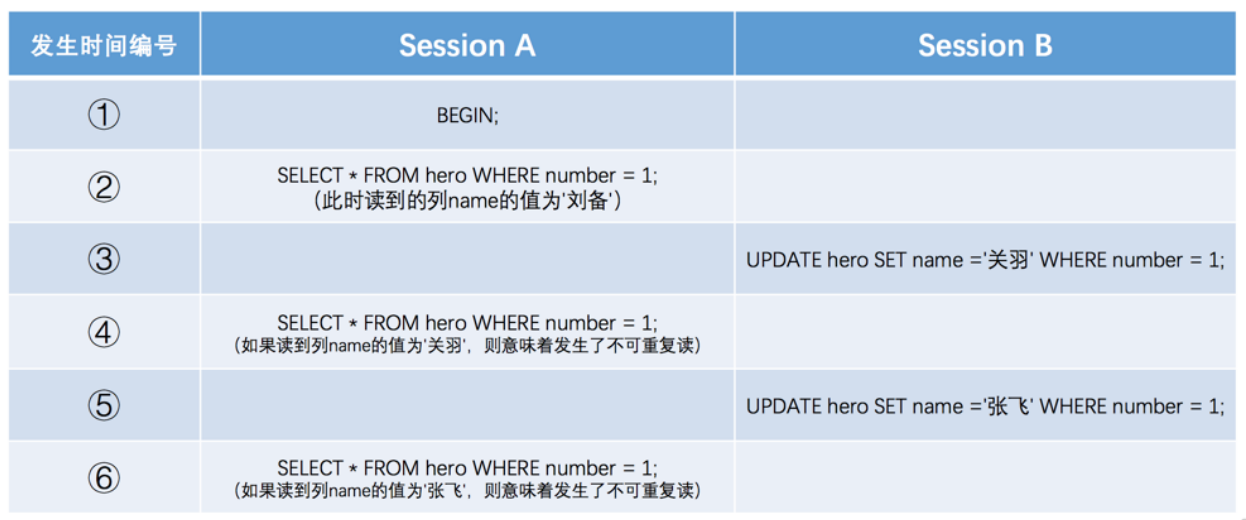 发生时间编号 Session A Session B
① BEGIN;
② SELECT * FROM hero WHERE number = 1;
（此时读到的列name的值为'刘备'）
③ UPDATE hero SET name ='关羽' WHERE number = 1;
④ SELECT * FROM hero WHERE number = 1;
（如果读到列name的值为'关羽'，则意味着发生了不可重复读）
⑤ UPDATE hero SET name ='张飞' WHERE number = 1;
⑥ SELECT * FROM hero WHERE number = 1;
（如果读到列name的值为'张飞'，则意味着发生了不可重复读）